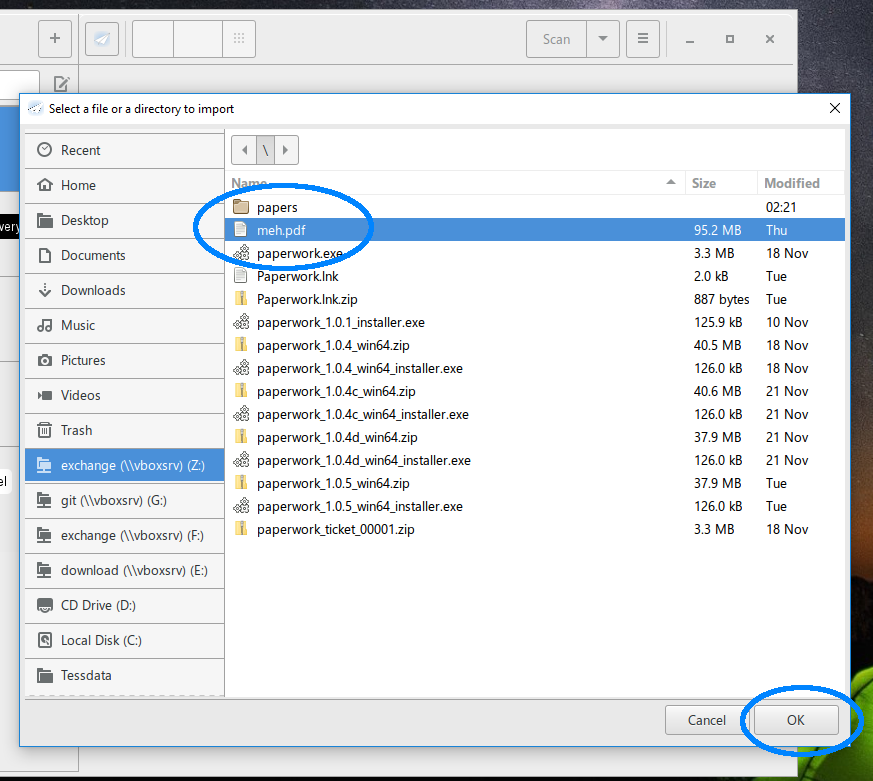 Scan
Select a file or a directory to import
Recent
Home
Desktop
Documents
Downloads
Music
Pictures
Videos
Trash
exchange (\\vboxsrv) (Z:)
git (\\vboxsrv) (G:)
exchange (\\vboxsrv) (F:)
download (\\vboxsrv) (E:)
CD Drive (D:)
Local Disk (C:)
Tessdata
\
Name Size Modified
papers 02:21
meh.pdf 95.2 MB Thu
paperwork.exe 3.3 MB 18 Nov
Paperwork.lnk 2.0 kB Tue
Paperwork.lnk.zip 887 bytes Tue
paperwork_1.0.1_installer.exe 125.9 kB 10 Nov
paperwork_1.0.4_win64.zip 40.5 MB 18 Nov
paperwork_1.0.4_win64_installer.exe 126.0 kB 18 Nov
paperwork_1.0.4c_win64.zip 40.6 MB 21 Nov
paperwork_1.0.4c_win64_installer.exe 126.0 kB 21 Nov
paperwork_1.0.4d_win64.zip 37.9 MB 21 Nov
paperwork_1.0.4d_win64_installer.exe 126.0 kB 21 Nov
paperwork_1.0.5_win64.zip 37.9 MB Tue
paperwork_1.0.5_win64_installer.exe 126.0 kB Tue
paperwork_ticket_00001.zip 3.3 MB 18 Nov
Cancel OK